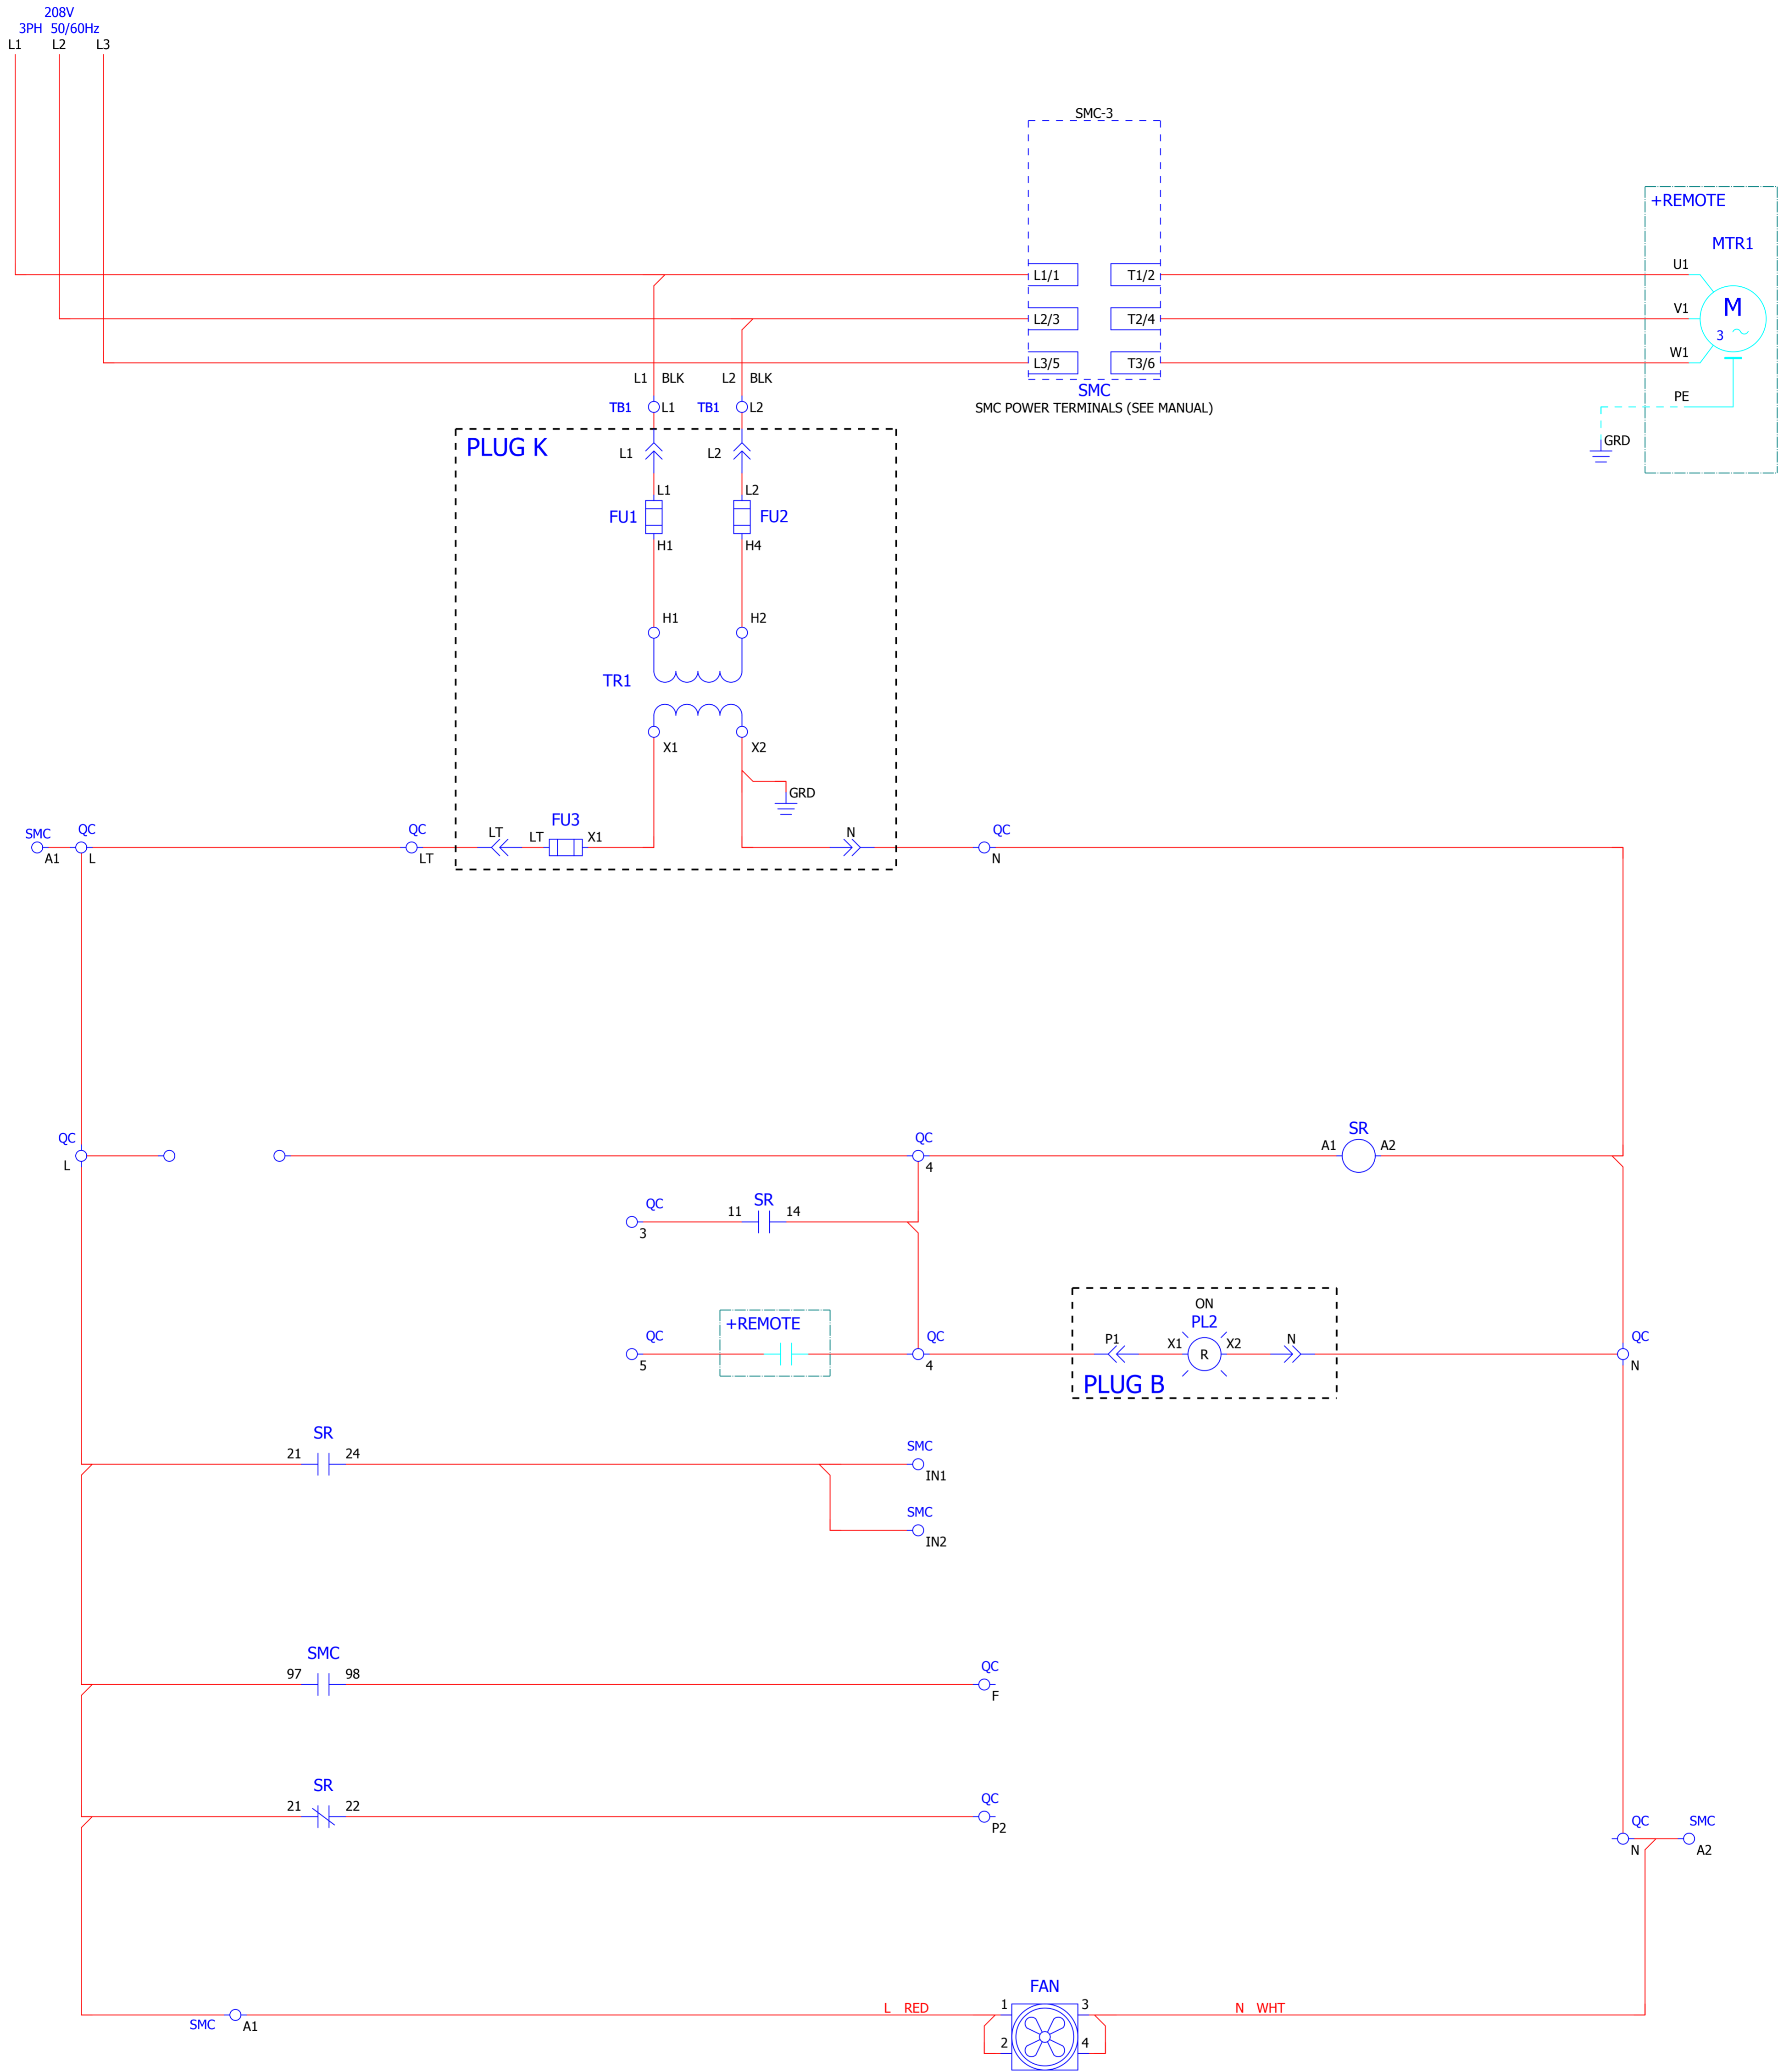 208V
3PH 50/60Hz
L1 L2 L3
SMC-3
+REMOTE
MTR1
U1
L1/1 T1/2
M
3
V1
L2/3 T2/4
W1
L3/5 T3/6
L1 BLK L2 BLK
SMC
SMC POWER TERMINALS (SEE MANUAL)
PE
TB1 L1 TB1 L2
GRD
PLUG K
L1 L2
L1 L2
FU1 FU2
H1 H4
H1 H2
TR1
X1 X2
GRD
FU3
SMC QC QC LT LT X1 N QC
A1 L LT N
QC QC SR
A1 A2
L 4
QC SR
11 14
3
ON
+REMOTE PL2
QC QC P1 X1 X2 N QC
R
5 4 N
PLUG B
SR
21 24 SMC
IN1
SMC
IN2
SMC
97 98 QC
F
SR
21 22 QC
P2
QC SMC
N A2
FAN
L RED 1 3 N WHT
SMC A1
2 4